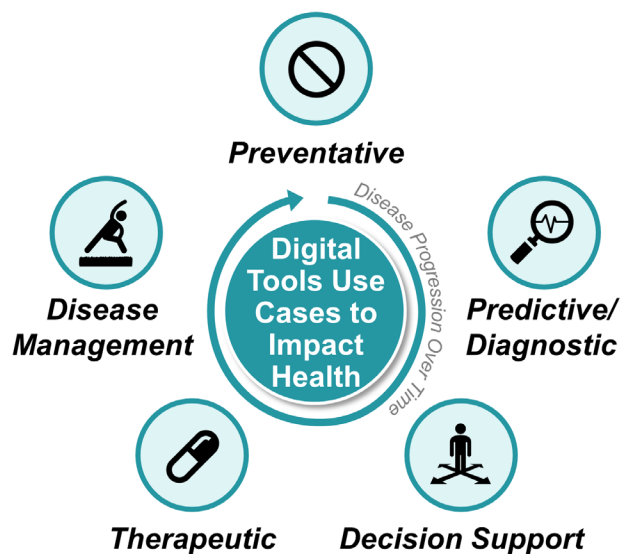 Preventative
Disease Progression Over Time
Digital
Tools Use
Cases to
Impact
Health
Predictive/
Diagnostic
Decision Support
Therapeutic
Disease
Management